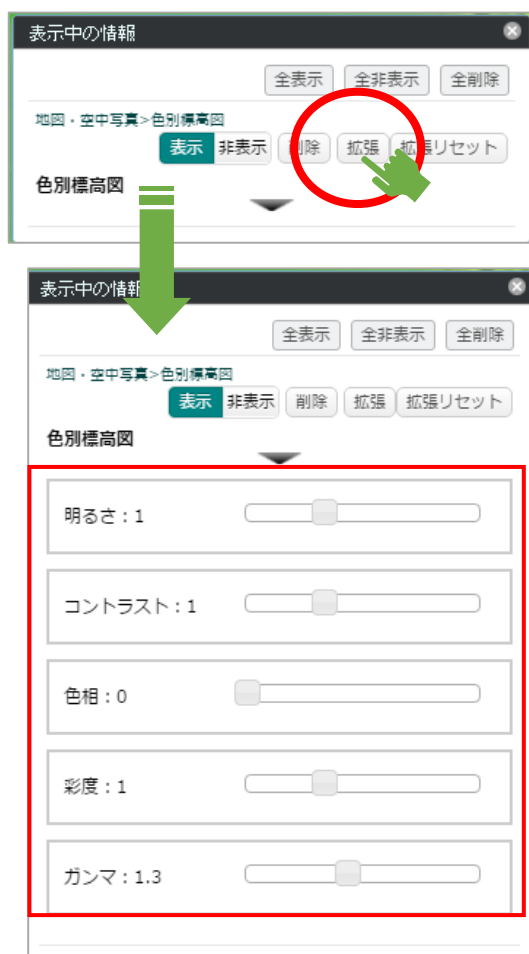 表示中の情報
全表示 全非表示 全削除
地図・空中写真>色別標高図
表示 非表示 削除 拡張 拡張リセット
色別標高図
表示中の情報
全表示 全非表示 全削除
地図・空中写真>色別標高図
表示 非表示 削除 拡張 拡張リセット
色別標高図
明るさ：1
コントラスト：1
色相：0
彩度：1
ガンマ：1.3